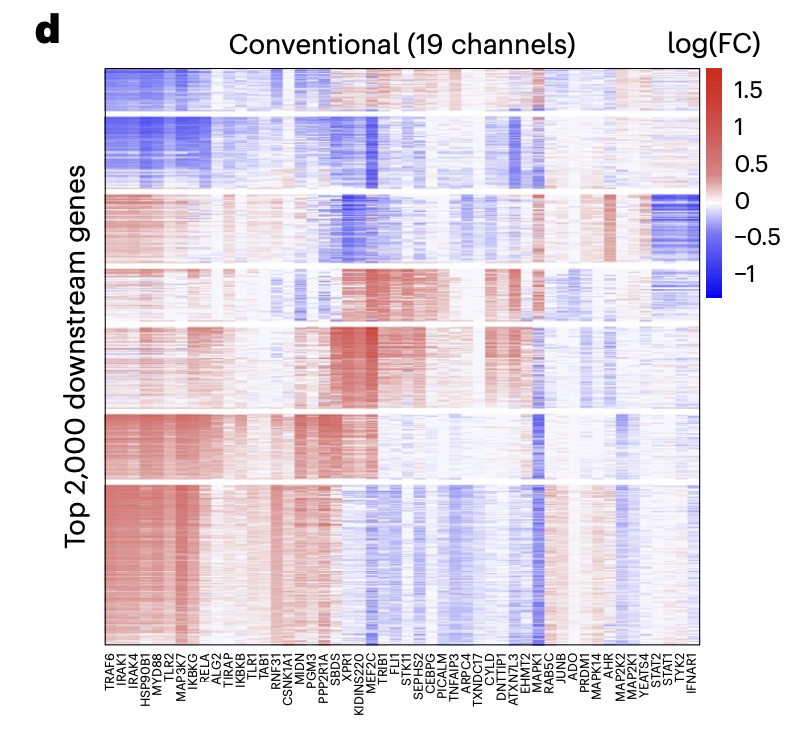 d
Conventional (19 channels)
log(FC)
1.5
1
0.5
0
−0.5
−1
Top 2,000 downstream genes
TRAF6
IRAK1
IRAK4
HSP90B1
MYD88
TLR2
MAP3K7
IKBKG
RELA
ALG2
TIRAP
IKBKB
TLR1
TAB1
RNF31
CSNK1A1
MIDN
PGM3
PPP2R1A
SBDS
XPR1
KIDINS220
MEF2C
TRIB1
FLI1
STK11
SEPHS2
CEBPG
PICALM
TNFAIP3
ARPC4
TXNDC17
CYLD
DNTTIP1
ATXN7L3
EHMT2
MAPK1
RAB5C
JUNB
ADO
PRDM1
MAPK14
AHR
MAP2K2
MAP2K1
YEATS4
STAT2
STAT1
TYK2
IFNAR1